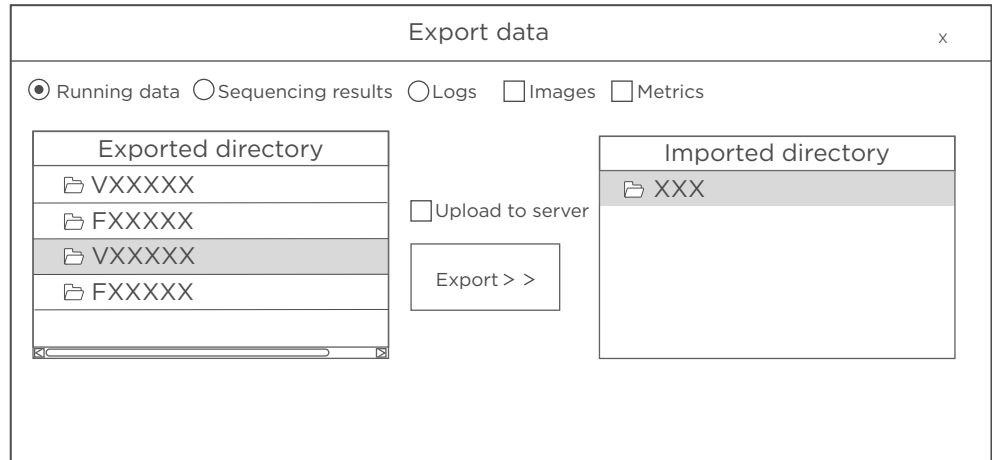 Export data
x
Running data Sequencing results Logs Images Metrics
Exported directory
VXXXXX
FXXXXX
VXXXXX
FXXXXX
Upload to server
Export > >
Imported directory
XXX